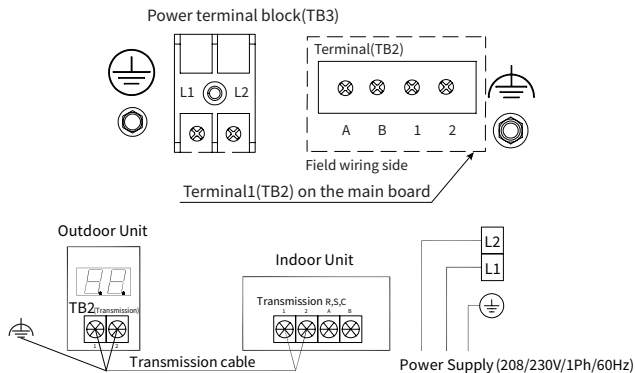 Power terminal block(TB3)
Terminal(TB2)
L1 L2
A B 1 2
Field wiring side
Terminal1(TB2) on the main board
Outdoor Unit
Indoor Unit
L2
L1
TB2(Transmission)
1 2
Transmission R,S,C
1 2 A B
Transmission cable
Power Supply (208/230V/1Ph/60Hz)